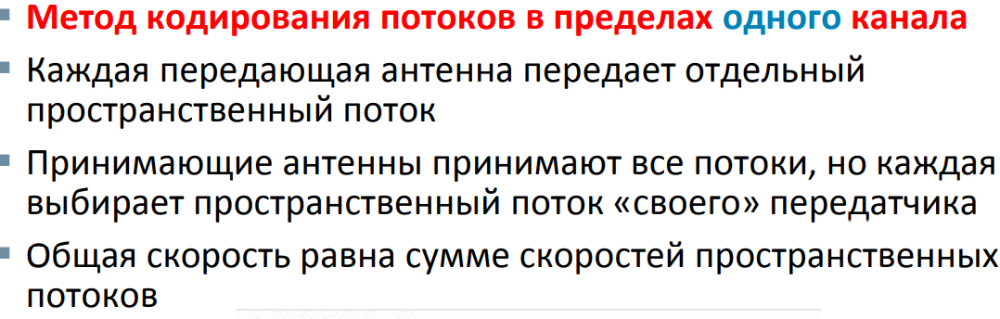 Метод кодирования потоков в пределах одного канала
Каждая передающая антенна передает отдельный
пространственный поток
Принимающие антенны принимают все потоки, но каждая
выбирает пространственный поток «своего» передатчика
Общая скорость равна сумме скоростей пространственных
потоков